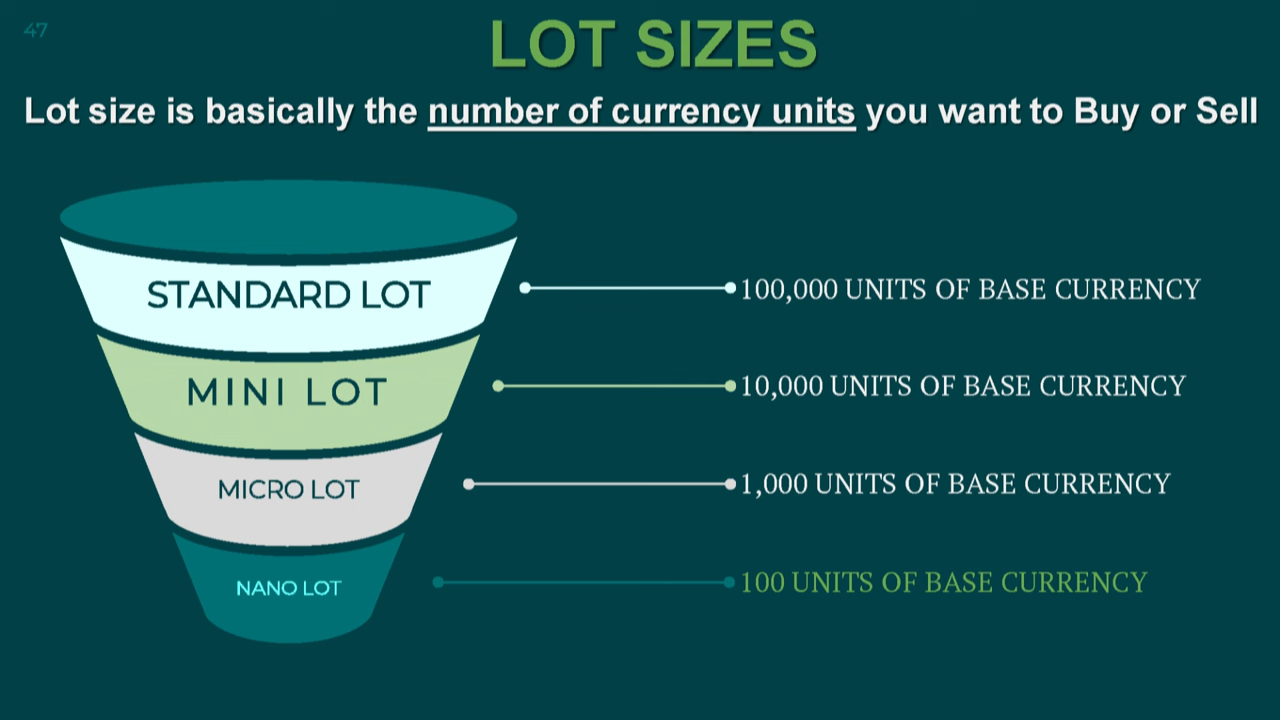 47
LOT SIZES
Lot size is basically the number of currency units you want to Buy or Sell
STANDARD LOT
100,000 UNITS OF BASE CURRENCY
MINI LOT
10,000 UNITS OF BASE CURRENCY
MICRO LOT
1,000 UNITS OF BASE CURRENCY
NANO LOT
100 UNITS OF BASE CURRENCY